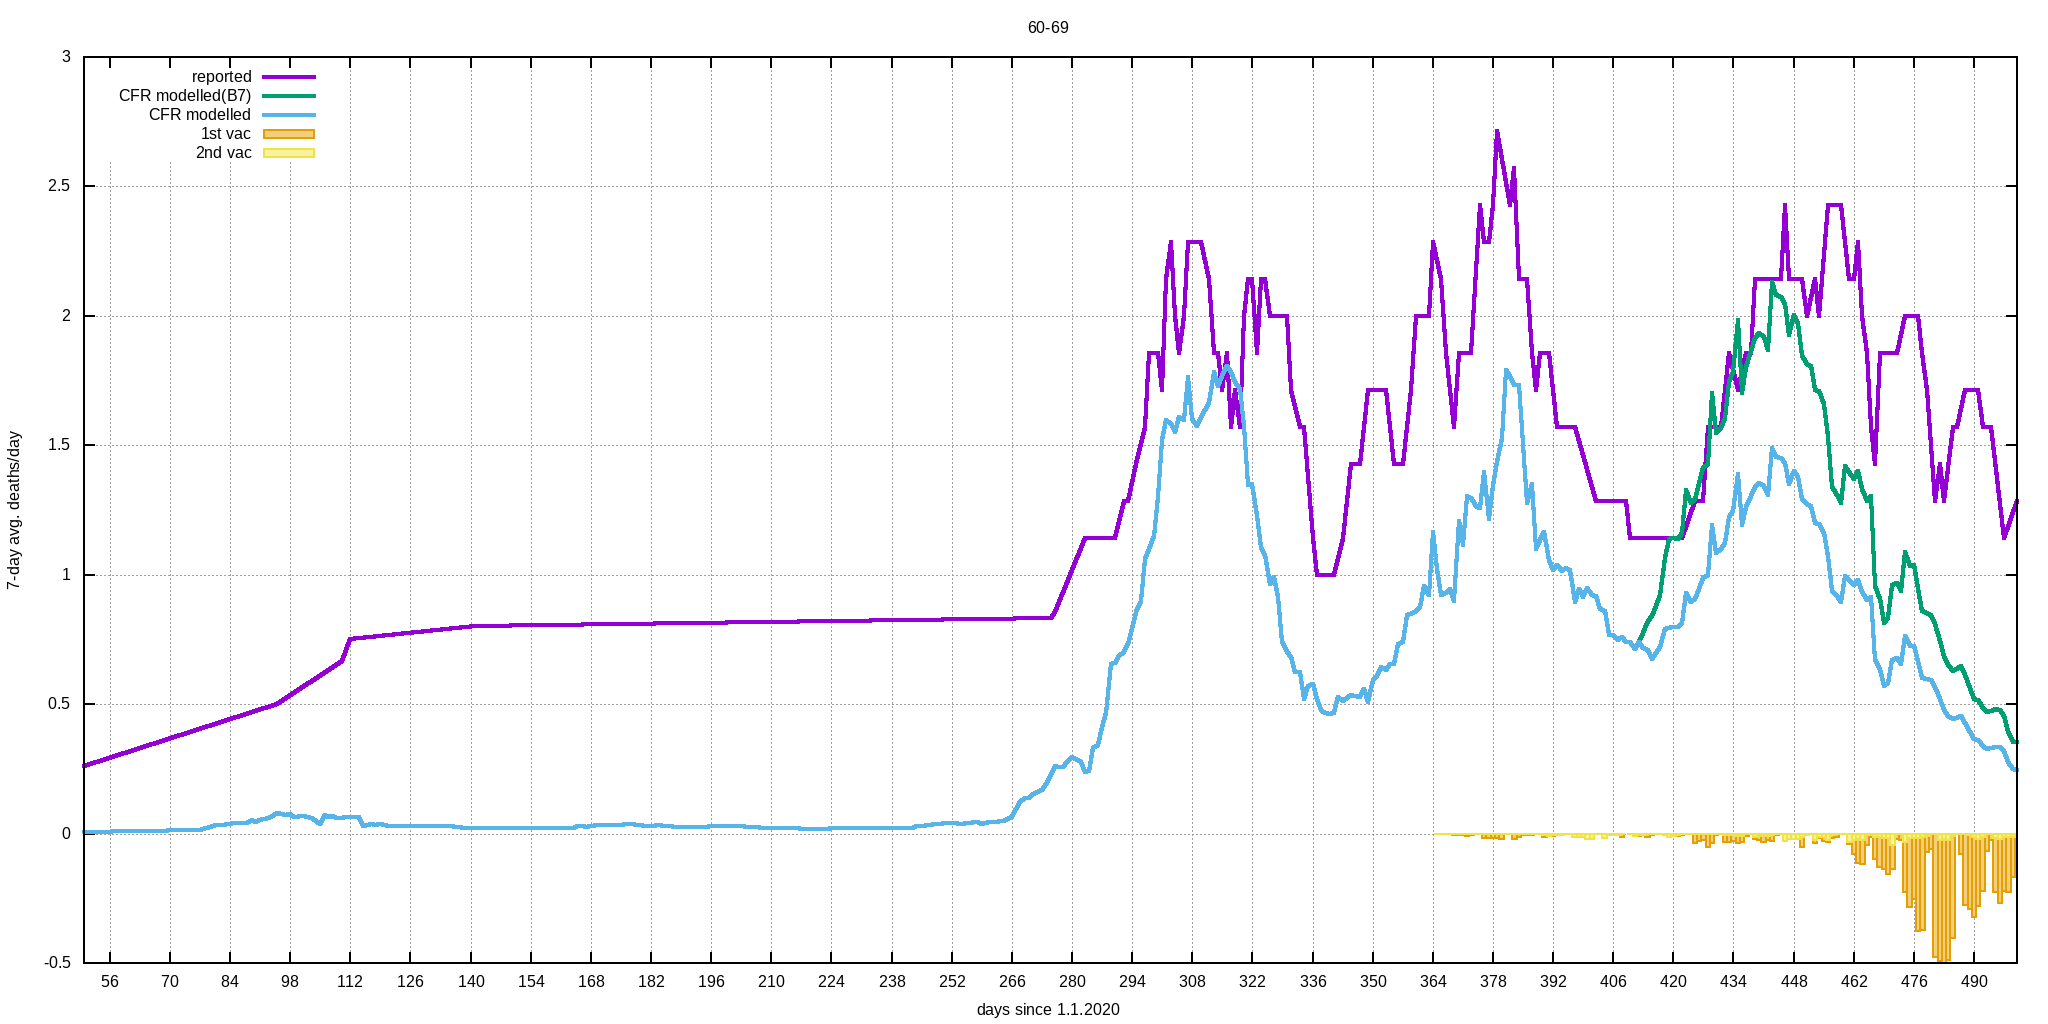 60-69
reported
CFR modelled(B7)
CFR modelled
1st vac
2nd vac
3
2.5
2
1.5
1
0.5
0
-0.5
7-day avg. deaths/day
56 70 84 98 112 126 140 154 168 182 196 210 224 238 252 266 280 294 308 322 336 350 364 378 392 406 420 434 448 462 476 490
days since 1.1.2020